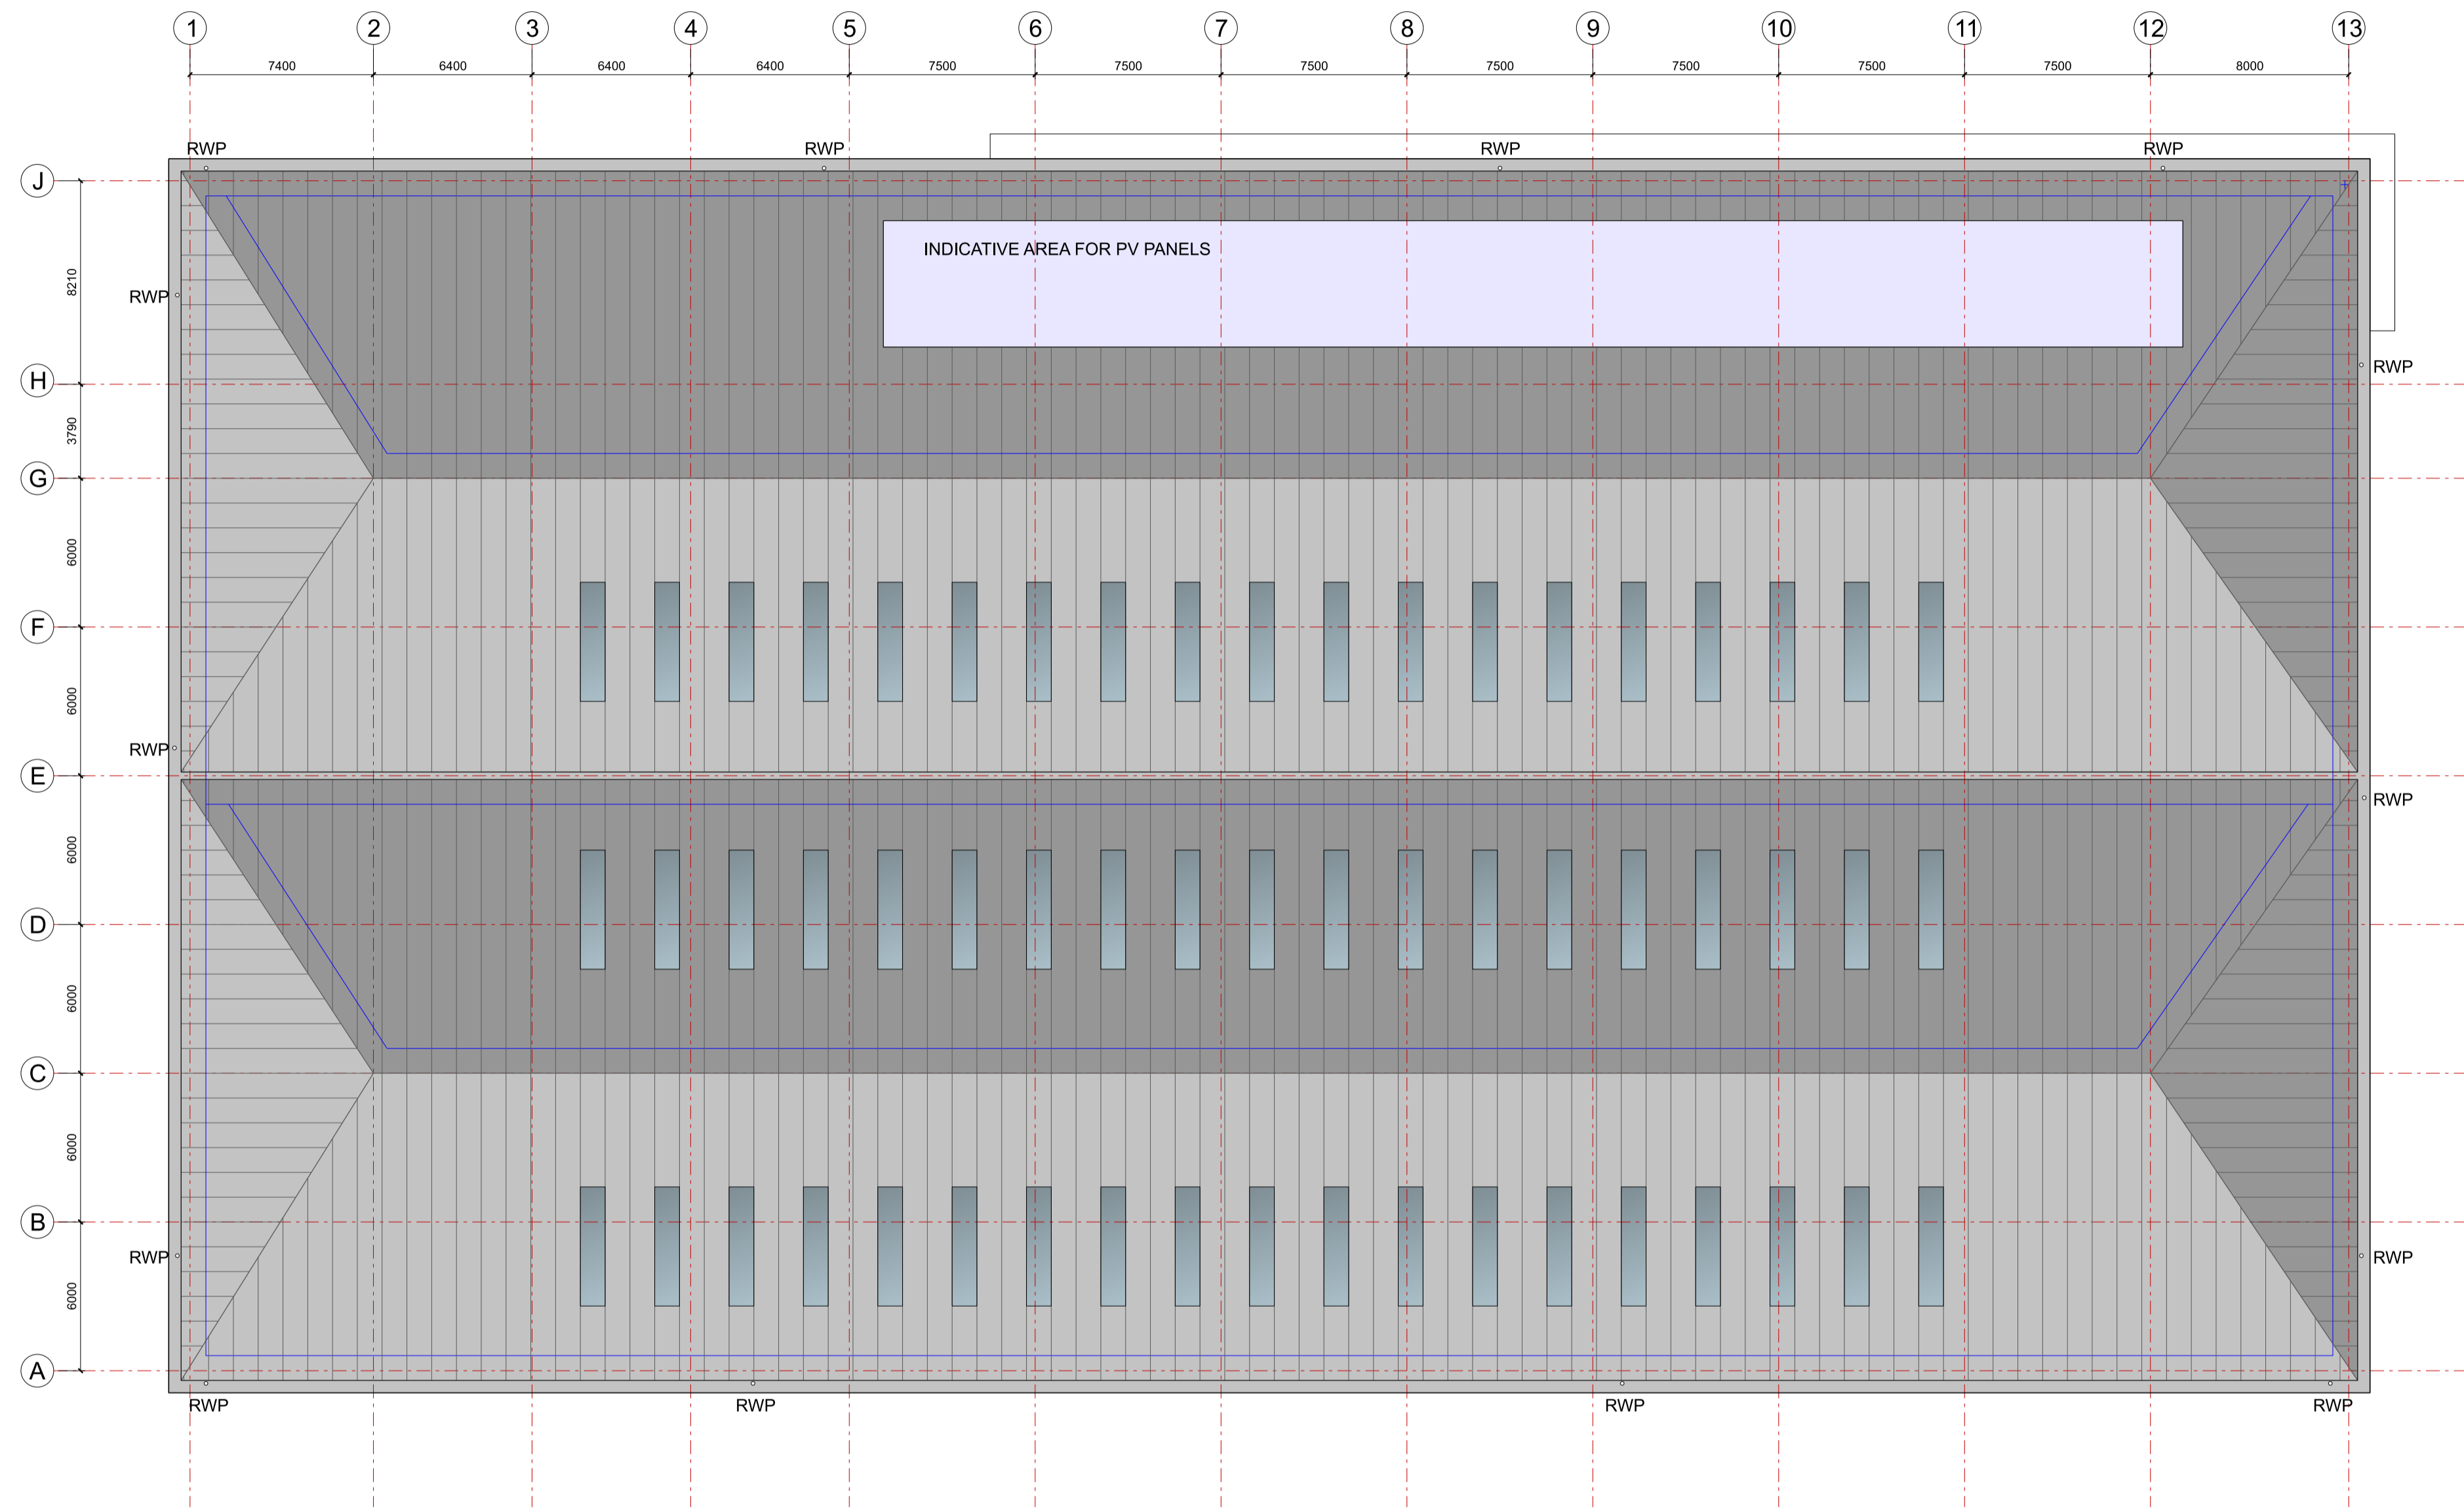 1 2 3 4 5 6 7 8 9 10 11 12 13
7400 6400 6400 6400 7500 7500 7500 7500 7500 7500 7500 8000
RWP RWP RWP RWP
J
INDICATIVE AREA FOR PV PANELS
8210
RWP
RWP
H
3790
G
6000
F
6000
RWP
E
RWP
6000
D
6000
C
6000
B
RWP RWP
6000
A
RWP RWP RWP RWP